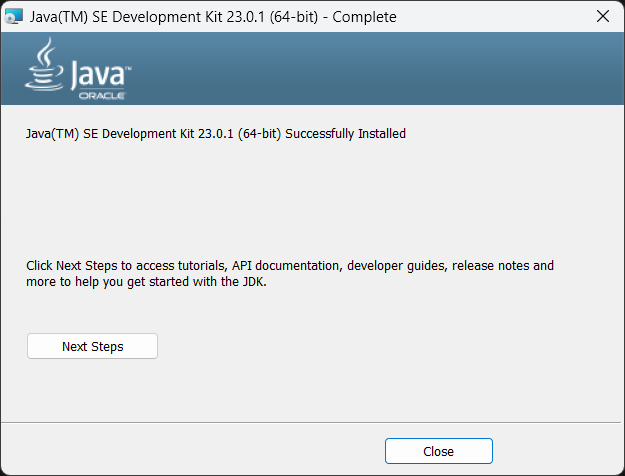 Java(TM) SE Development Kit 23.0.1 (64-bit) - Complete
Java™
ORACLE
Java(TM) SE Development Kit 23.0.1 (64-bit) Successfully Installed
Click Next Steps to access tutorials, API documentation, developer guides, release notes and
more to help you get started with the JDK.
Next Steps
Close